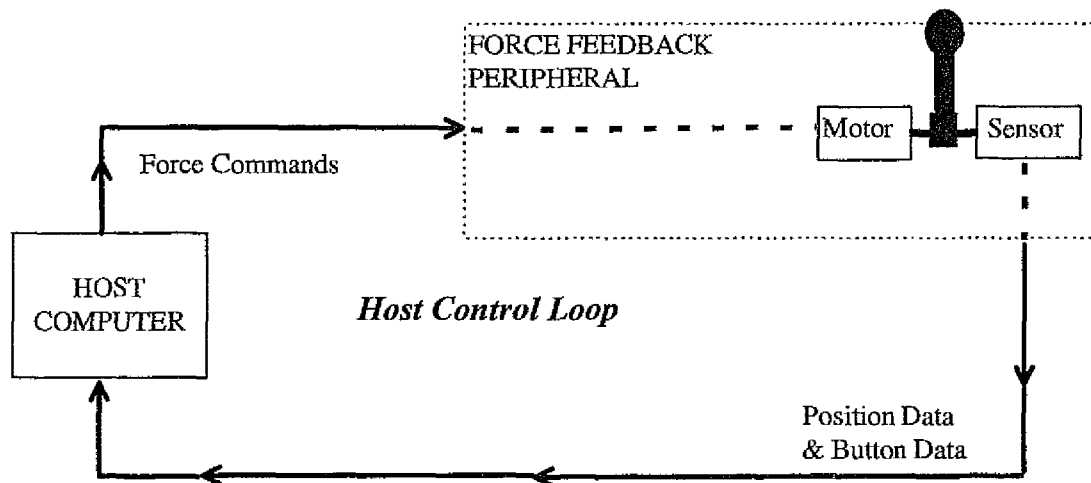 FORCE FEEDBACK
PERIPHERAL
Motor
Sensor
Force Commands
HOST
COMPUTER
Host Control Loop
Position Data
& Button Data